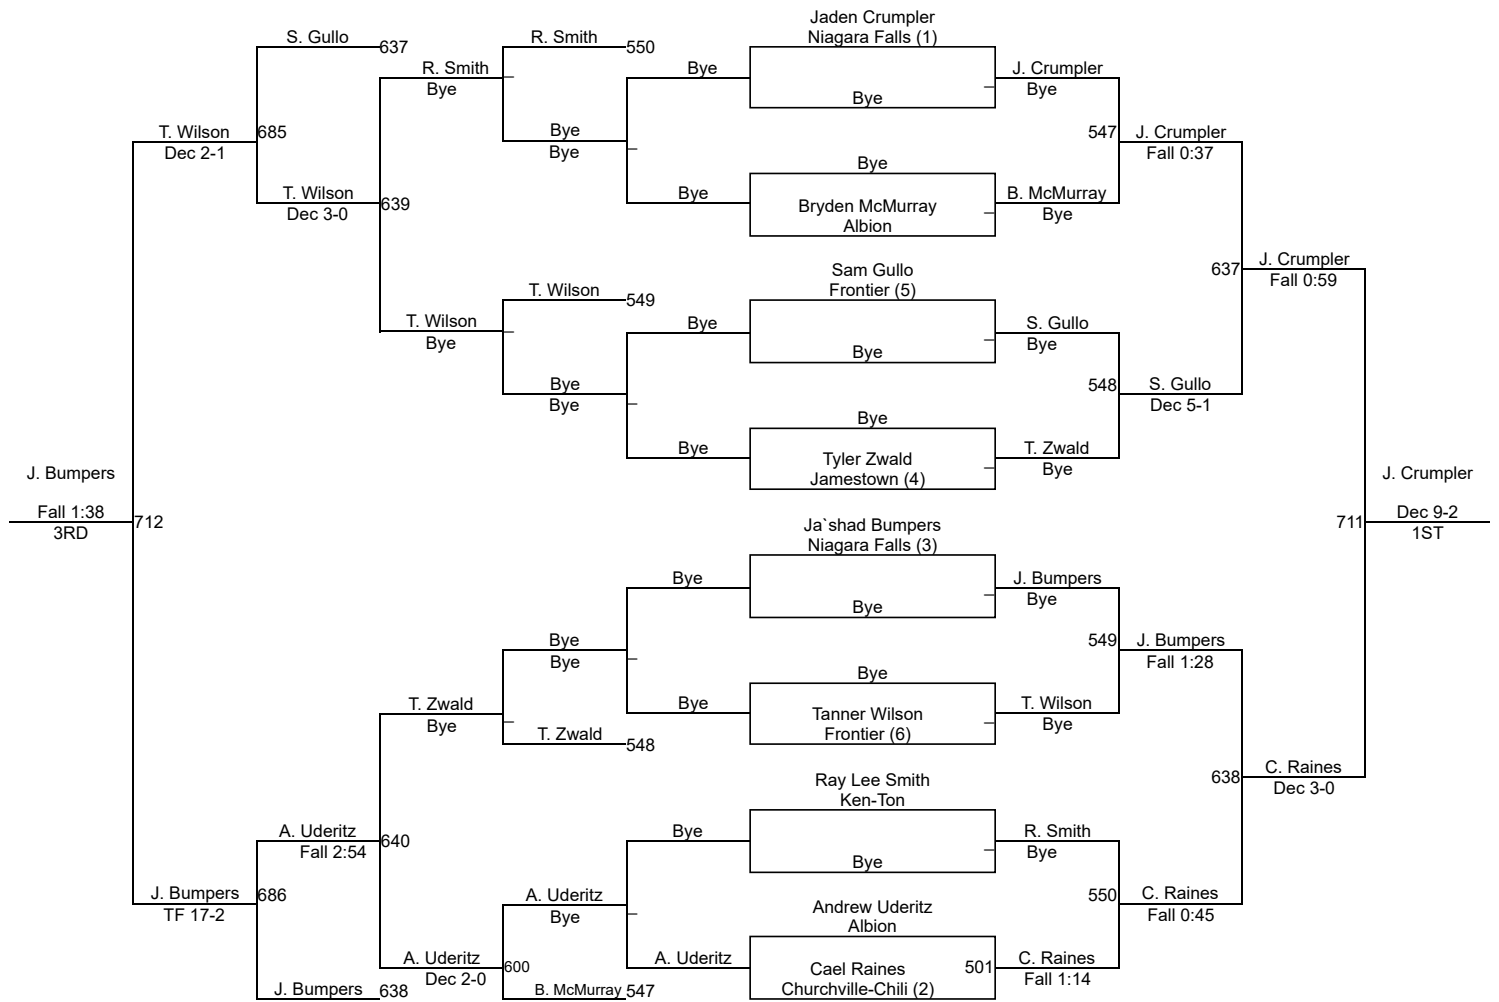 Jaden Crumpler
Niagara Falls (1)
S. Gullo
637
R. Smith
550
R. Smith
Bye
Bye
J. Crumpler
Bye
Bye
Bye
T. Wilson
685
Dec 2-1
Bye
Bye
547
J. Crumpler
Fall 0:37
Bye
T. Wilson
639
Dec 3-0
Bye
Bryden McMurray
Albion
B. McMurray
Bye
Sam Gullo
Frontier (5)
637
J. Crumpler
Fall 0:59
T. Wilson
549
T. Wilson
Bye
Bye
S. Gullo
Bye
Bye
Bye
Bye
548
S. Gullo
Dec 5-1
Bye
Bye
Tyler Zwald
Jamestown (4)
T. Zwald
Bye
J. Bumpers
J. Crumpler
Fall 1:38
712
3RD
711
Dec 9-2
1ST
Ja`shad Bumpers
Niagara Falls (3)
Bye
J. Bumpers
Bye
Bye
Bye
Bye
549
J. Bumpers
Fall 1:28
Bye
T. Zwald
Bye
Bye
Tanner Wilson
Frontier (6)
T. Wilson
Bye
T. Zwald
548
638
C. Raines
Dec 3-0
Ray Lee Smith
Ken-Ton
A. Uderitz
640
Fall 2:54
Bye
R. Smith
Bye
Bye
J. Bumpers
686
TF 17-2
A. Uderitz
Bye
550
C. Raines
Fall 0:45
Andrew Uderitz
Albion
A. Uderitz
600
Dec 2-0
A. Uderitz
Cael Raines
Churchville-Chili (2)
501
C. Raines
Fall 1:14
J. Bumpers
638
B. McMurray
547